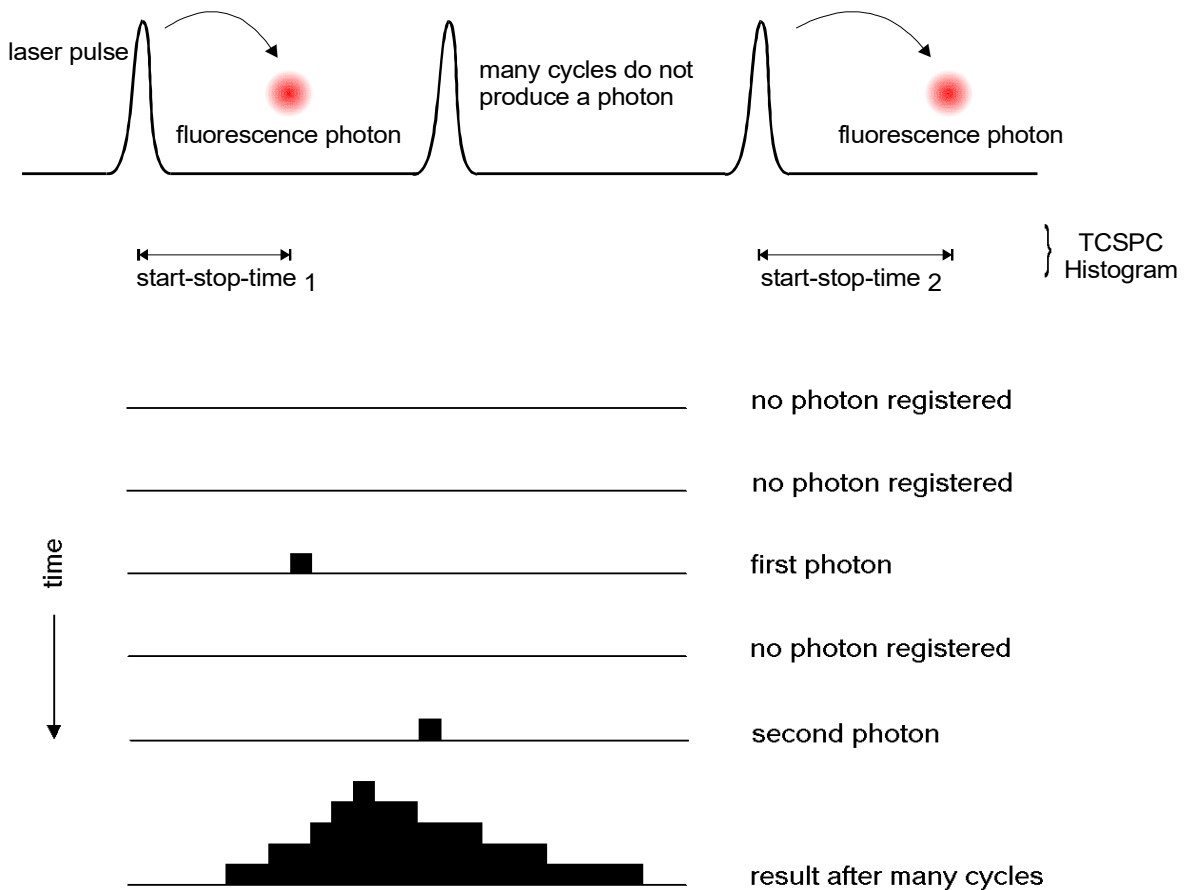 laser pulse
many cycles do not
produce a photon
fluorescence photon
fluorescence photon
start-stop-time 1
start-stop-time 2
} TCSPC
Histogram
no photon registered
no photon registered
time
first photon
no photon registered
second photon
result after many cycles